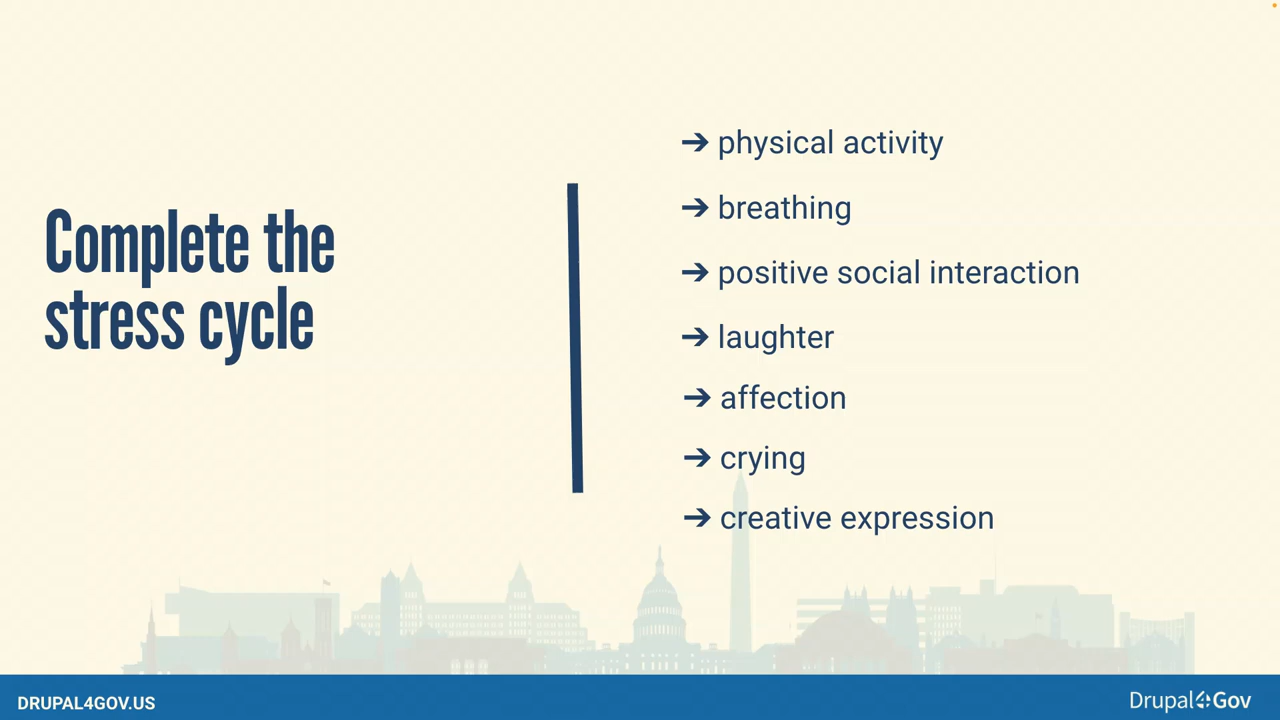 Complete the
stress cycle
➔ physical activity
➔ breathing
➔ positive social interaction
➔ laughter
➔ affection
➔ crying
➔ creative expression
DRUPAL4GOV.US
Drupal4Gov